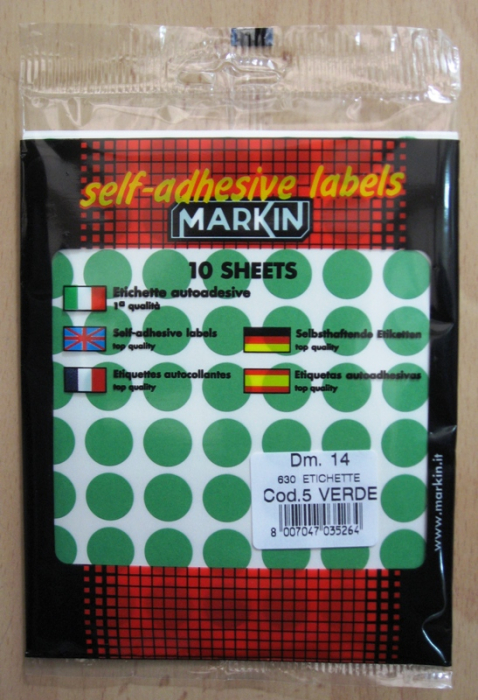 self-adhesive labels
MARKIN
10 SHEETS
Etichette autoadesive
1ª qualità
Self-adhesive labels
top quality
Selbsthaftende Etiketten
top quality
Etiquettes autocollantes
top quality
Etiquetas autoadhesivas
top quality
Dm. 14
630 ETICHETTE
Cod.5 VERDE
8 007047 035264
www.markin.it